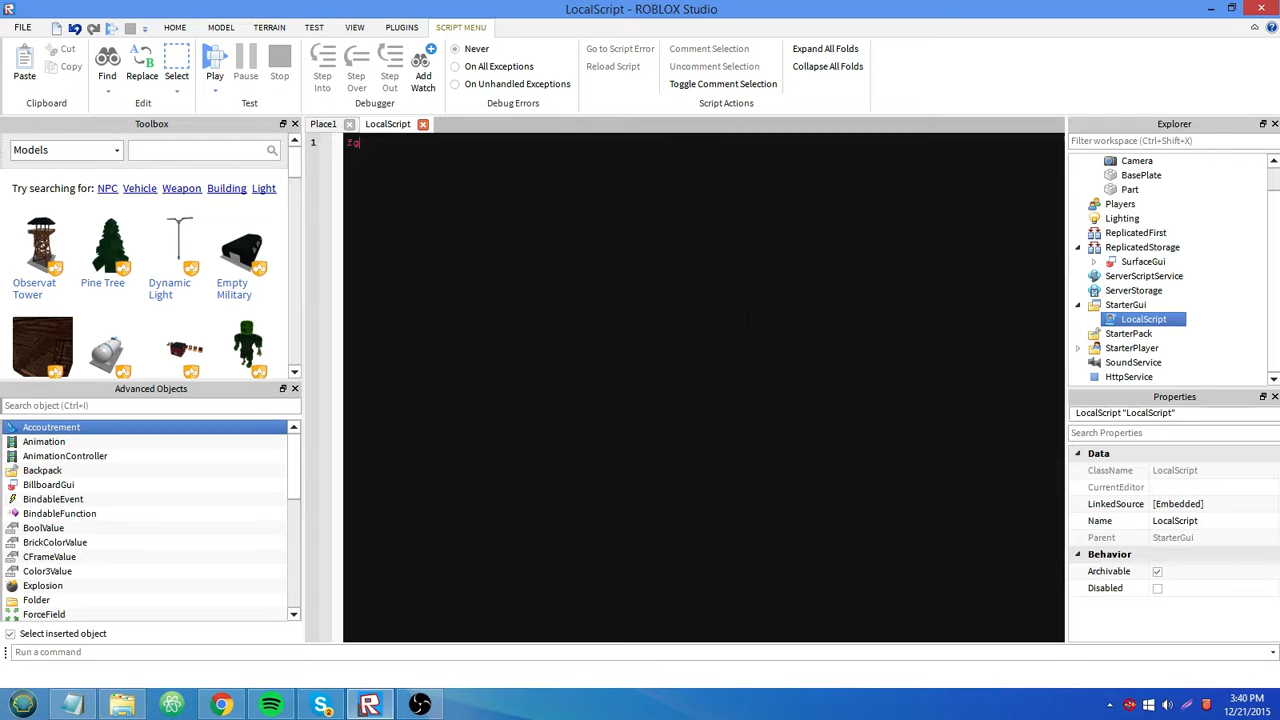 LocalScript - ROBLOX Studio
FILE HOME MODEL TERRAIN TEST VIEW PLUGINS SCRIPT MENU
Paste
Cut
Copy
Clipboard
Find
Replace
Select
Edit
Play
Pause
Stop
Test
Step Into
Step Over
Step Out
Add Watch
Debugger
Never
On All Exceptions
On Unhandled Exceptions
Debug Errors
Go to Script Error
Reload Script
Comment Selection
Uncomment Selection
Toggle Comment Selection
Expand All Folds
Collapse All Folds
Script Actions
Toolbox
Models
Try searching for: NPC Vehicle Weapon Building Light
Observat Tower
Pine Tree
Dynamic Light
Empty Military
Advanced Objects
Search object (Ctrl+I)
Accoutrement
Animation
AnimationController
Backpack
BillboardGui
BindableEvent
BindableFunction
BoolValue
BrickColorValue
CFrameValue
Color3Value
Explosion
Folder
ForceField
Select inserted object
Run a command
Place1
LocalScript
1
fg
Explorer
Filter workspace (Ctrl+Shift+X)
Camera
BasePlate
Part
Players
Lighting
ReplicatedFirst
ReplicatedStorage
SurfaceGui
ServerScriptService
ServerStorage
StarterGui
LocalScript
StarterPack
StarterPlayer
SoundService
HttpService
Properties
LocalScript "LocalScript"
Search Properties
Data
ClassName LocalScript
CurrentEditor
LinkedSource [Embedded]
Name LocalScript
Parent StarterGui
Behavior
Archivable
Disabled
3:40 PM
12/21/2015